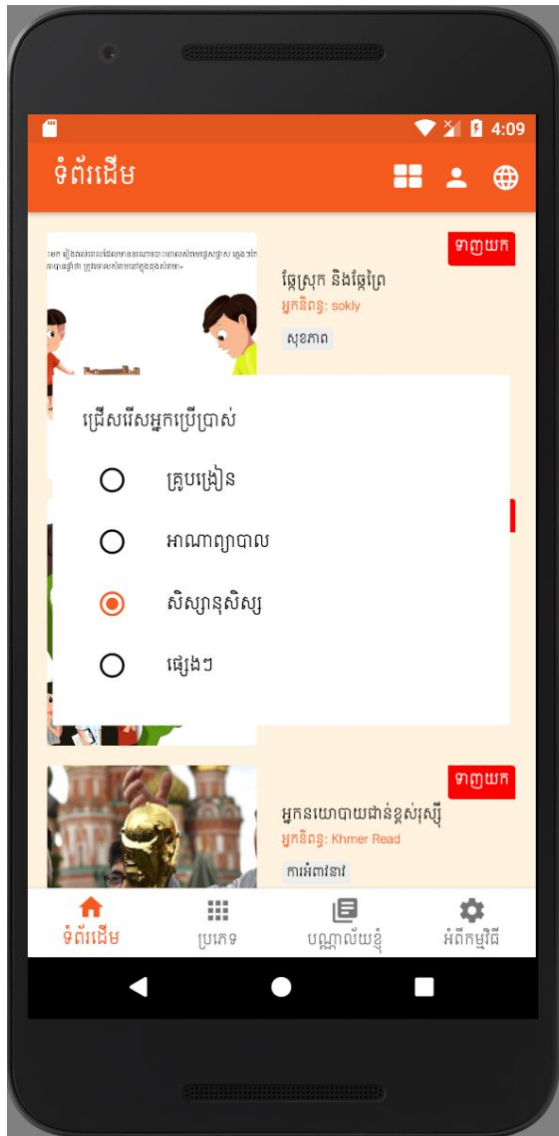 4:09
ទំព័រដើម
ទាញយក
ឆ្កែស្រុក និងឆ្កែព្រៃ
អ្នកនិពន្ធ: sokly
សុខភាព
ជ្រើសរើសអ្នកប្រើប្រាស់
គ្រូបង្រៀន
អាណាព្យាបាល
សិស្សានុសិស្ស
ផ្សេងៗ
ទាញយក
អ្នកនយោបាយជាន់ខ្ពស់រុស្ស៊ី
អ្នកនិពន្ធ: Khmer Read
ការអំពាវនាវ
ទំព័រដើម
ប្រភេទ
បណ្ណាល័យខ្ញុំ
អំពីកម្មវិធី